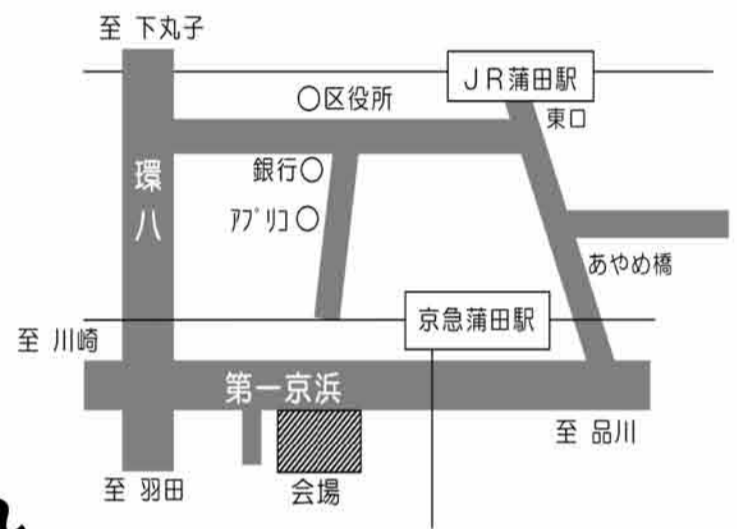 至 下丸子
JR蒲田駅
○区役所
東口
環八
銀行○
アプリコ○
あやめ橋
京急蒲田駅
至 川崎
第一京浜
至 品川
至 羽田
会場